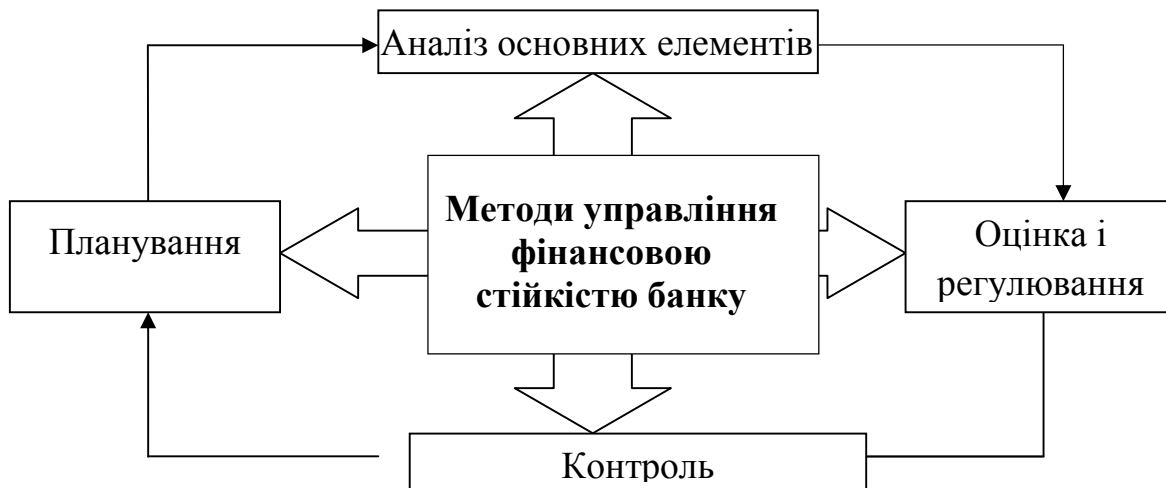 Аналіз основних елементів
Планування
Методи управління
фінансовою
стійкістю банку
Оцінка і
регулювання
Контроль